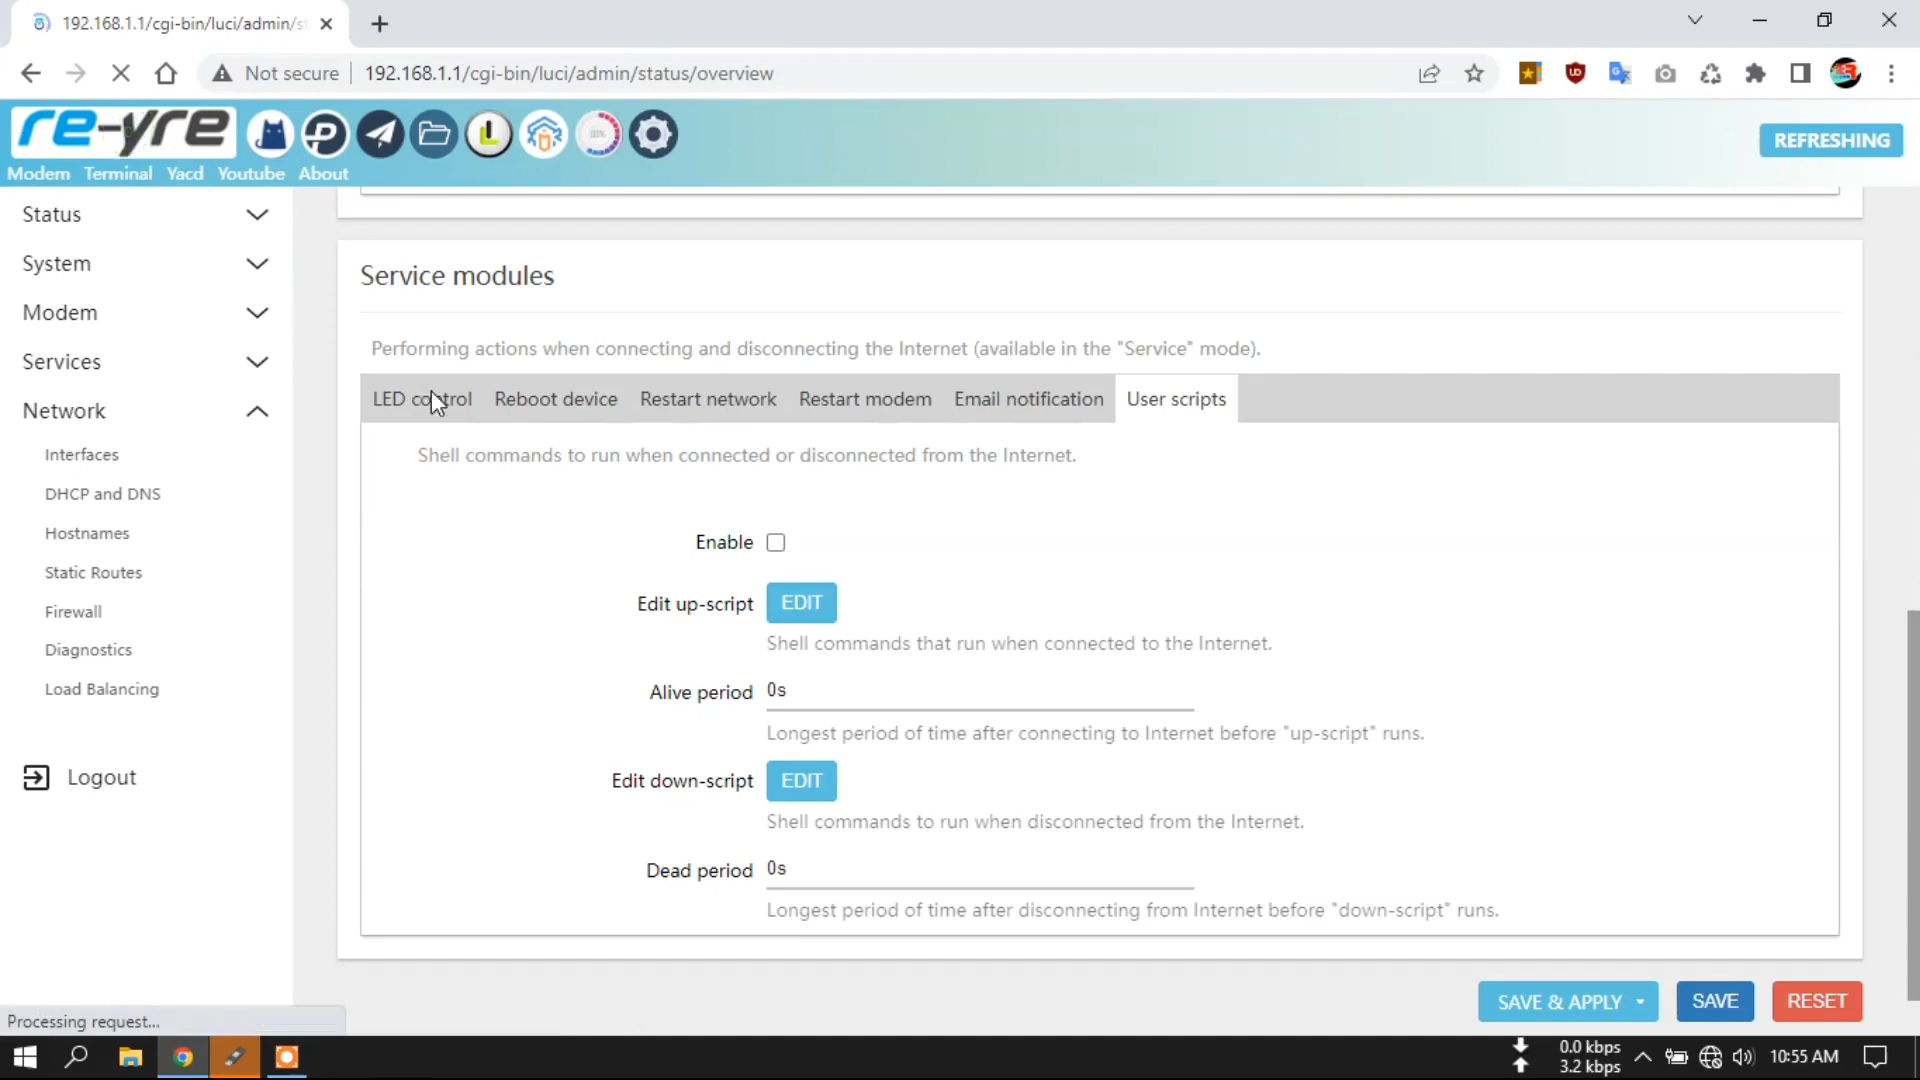 192.168.1.1/cgi-bin/luci/admin/s
Not secure
192.168.1.1/cgi-bin/luci/admin/status/overview
re-yre
REFRESHING
Modem Terminal Yacd Youtube About
Status
System
Modem
Services
Network
Interfaces
DHCP and DNS
Hostnames
Static Routes
Firewall
Diagnostics
Load Balancing
Logout
Service modules
Performing actions when connecting and disconnecting the Internet (available in the "Service" mode).
LED control Reboot device Restart network Restart modem Email notification User scripts
Shell commands to run when connected or disconnected from the Internet.
Enable
Edit up-script EDIT
Shell commands that run when connected to the Internet.
Alive period 0s
Longest period of time after connecting to Internet before "up-script" runs.
Edit down-script EDIT
Shell commands to run when disconnected from the Internet.
Dead period 0s
Longest period of time after disconnecting from Internet before "down-script" runs.
SAVE & APPLY SAVE RESET
Processing request...
0.0 kbps
3.2 kbps
10:55 AM